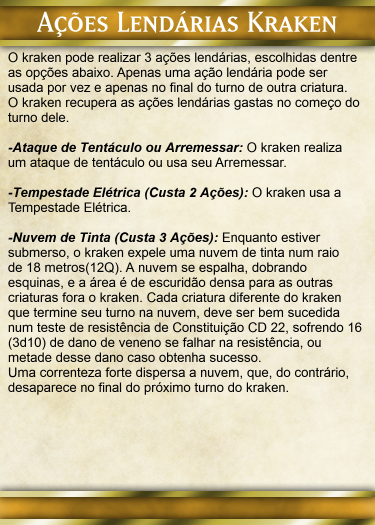 Ações Lendárias Kraken
O kraken pode realizar 3 ações lendárias, escolhidas dentre
as opções abaixo. Apenas uma ação lendária pode ser
usada por vez e apenas no final do turno de outra criatura.
O kraken recupera as ações lendárias gastas no começo do
turno dele.
-Ataque de Tentáculo ou Arremessar: O kraken realiza
um ataque de tentáculo ou usa seu Arremessar.
-Tempestade Elétrica (Custa 2 Ações): O kraken usa a
Tempestade Elétrica.
-Nuvem de Tinta (Custa 3 Ações): Enquanto estiver
submerso, o kraken expele uma nuvem de tinta num raio
de 18 metros(12Q). A nuvem se espalha, dobrando
esquinas, e a área é de escuridão densa para as outras
criaturas fora o kraken. Cada criatura diferente do kraken
que termine seu turno na nuvem, deve ser bem sucedida
num teste de resistência de Constituição CD 22, sofrendo 16
(3d10) de dano de veneno se falhar na resistência, ou
metade desse dano caso obtenha sucesso.
Uma correnteza forte dispersa a nuvem, que, do contrário,
desaparece no final do próximo turno do kraken.